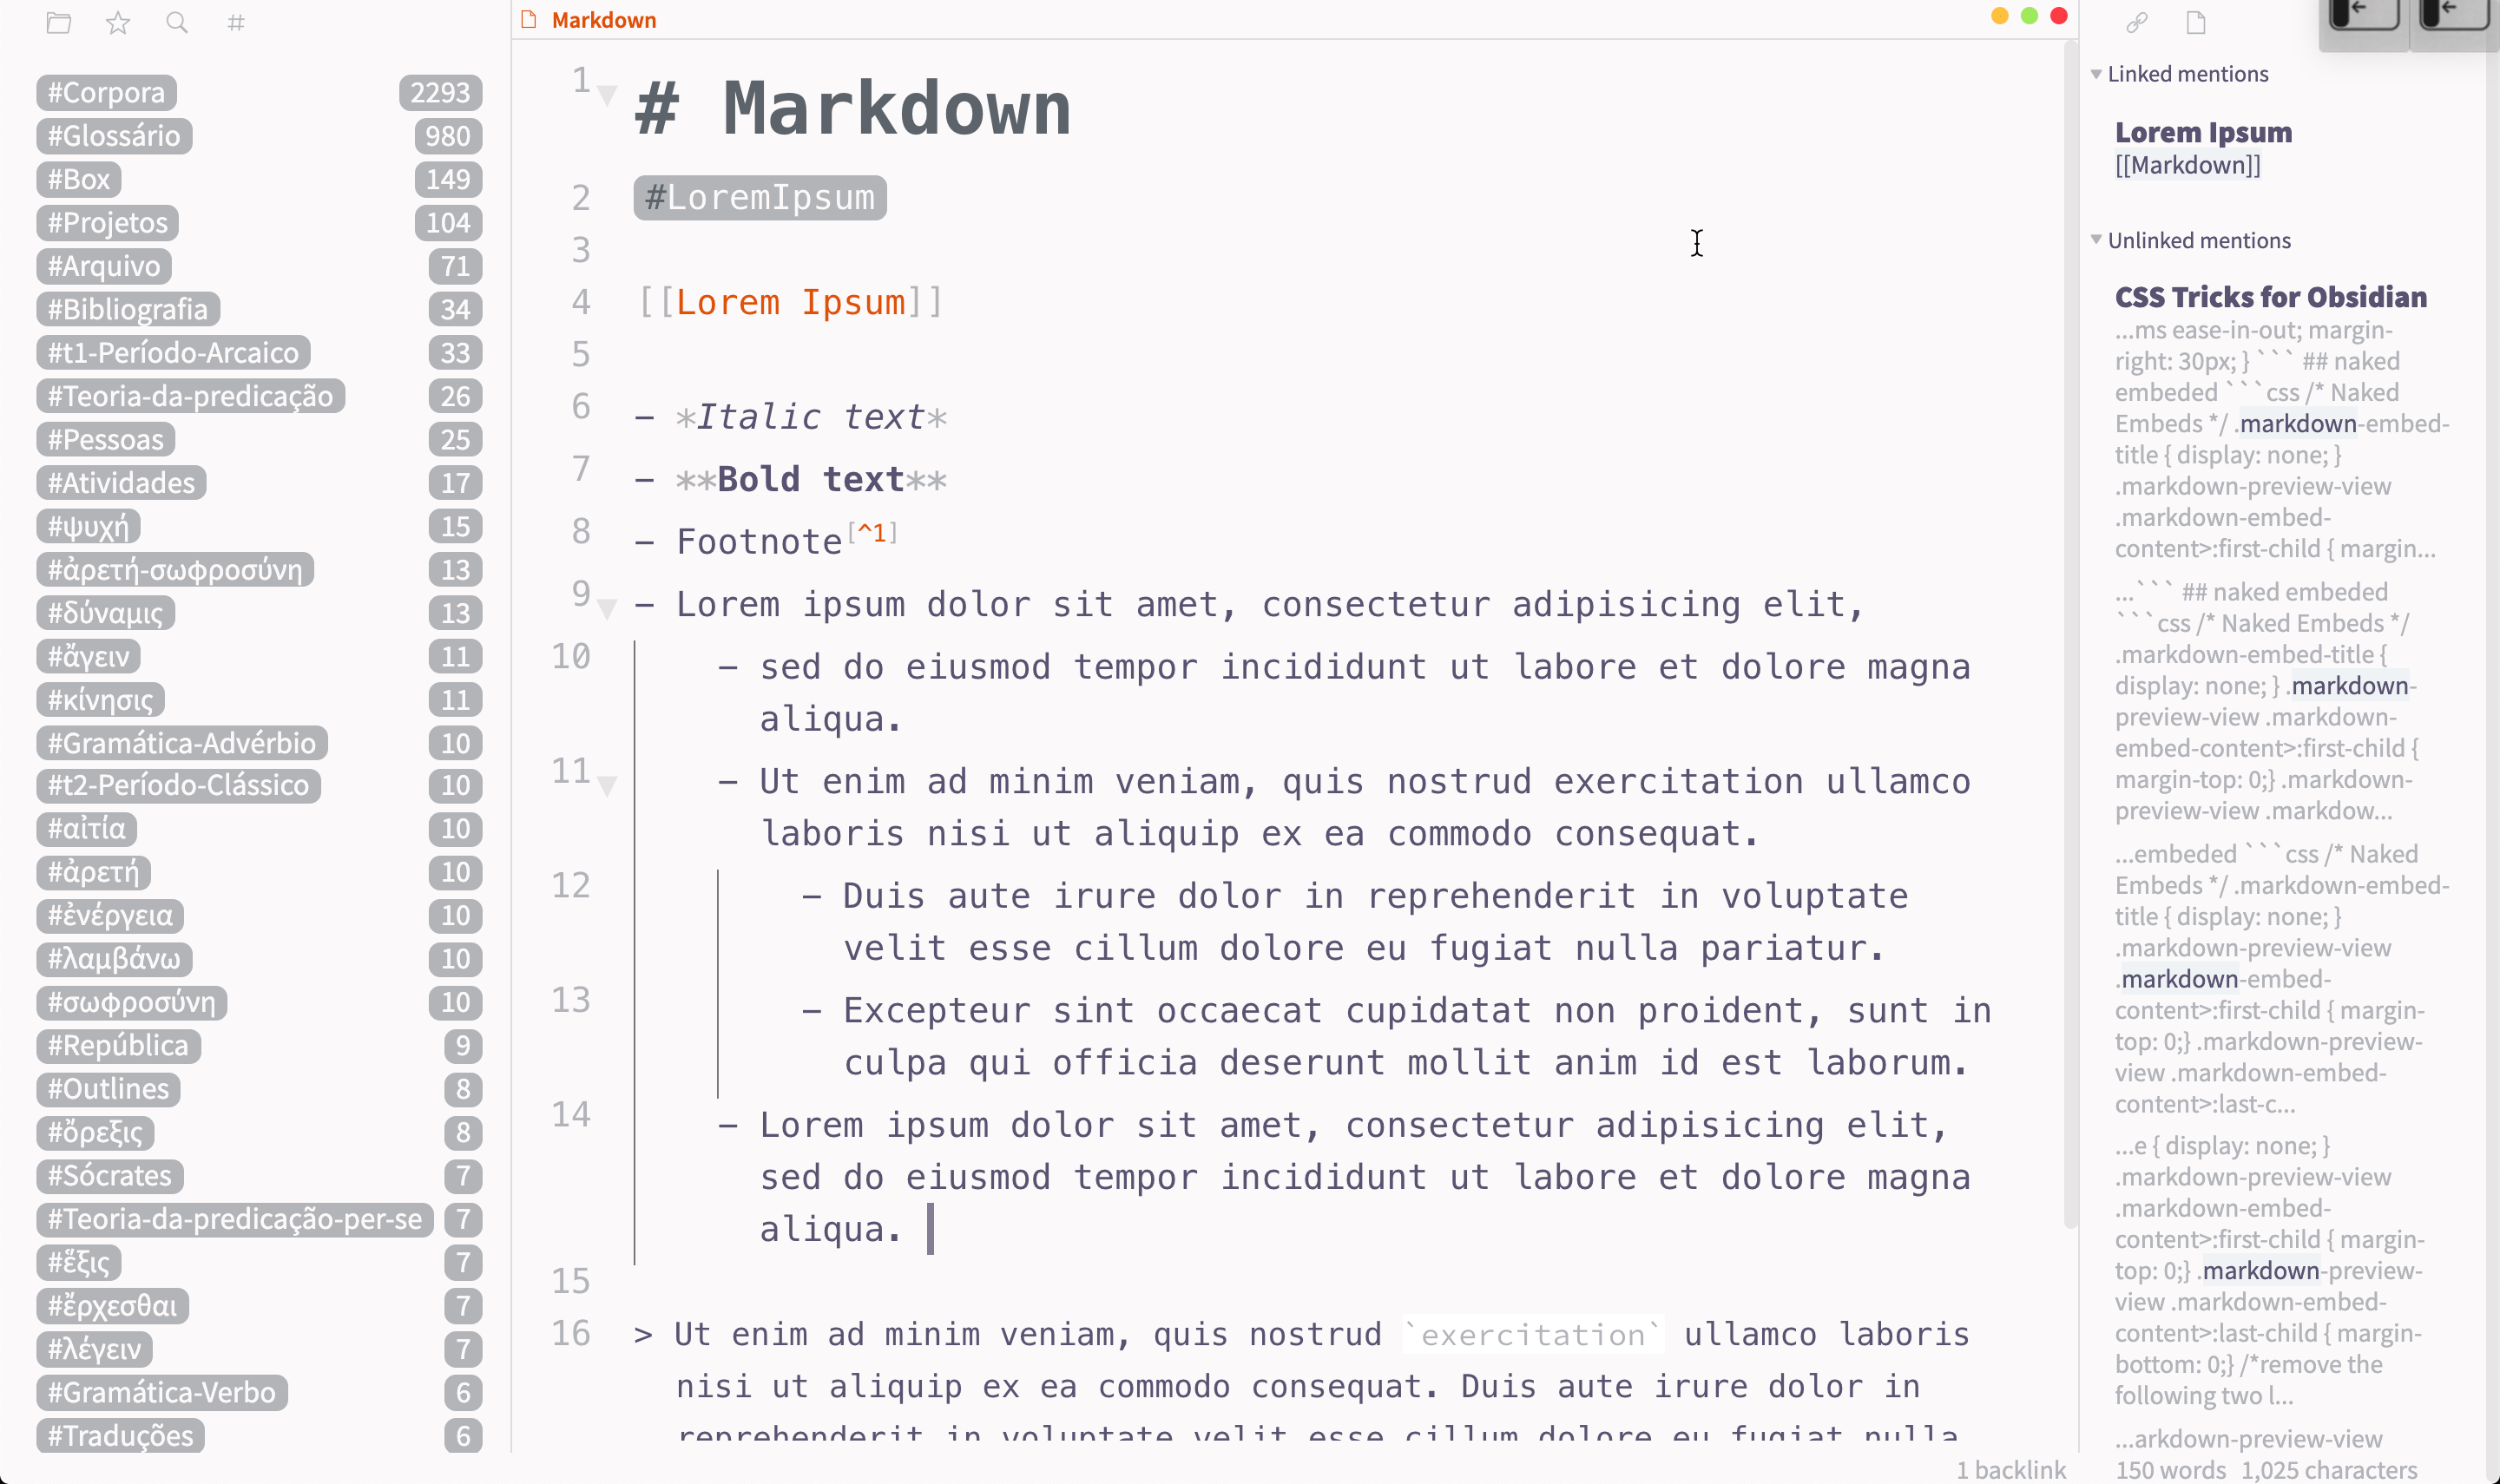 #Corpora 2293
#Glossário 980
#Box 149
#Projetos 104
#Arquivo 71
#Bibliografia 34
#t1-Período-Arcaico 33
#Teoria-da-predicação 26
#Pessoas 25
#Atividades 17
#ψυχή 15
#ἀρετή-σωφροσύνη 13
#δύναμις 13
#ἄγειν 11
#κίνησις 11
#Gramática-Advérbio 10
#t2-Período-Clássico 10
#αἰτία 10
#ἀρετή 10
#ἐνέργεια 10
#λαμβάνω 10
#σωφροσύνη 10
#República 9
#Outlines 8
#ὄρεξις 8
#Sócrates 7
#Teoria-da-predicação-per-se 7
#ἕξις 7
#ἔρχεσθαι 7
#λέγειν 7
#Gramática-Verbo 6
#Traduções 6
Markdown
1 # Markdown
2 #LoremIpsum
3
4 [[Lorem Ipsum]]
5
6 – *Italic text*
7 – **Bold text**
8 – Footnote[^1]
9 – Lorem ipsum dolor sit amet, consectetur adipisicing elit,
10 – sed do eiusmod tempor incididunt ut labore et dolore magna
aliqua.
11 – Ut enim ad minim veniam, quis nostrud exercitation ullamco
laboris nisi ut aliquip ex ea commodo consequat.
12 – Duis aute irure dolor in reprehenderit in voluptate
velit esse cillum dolore eu fugiat nulla pariatur.
13 – Excepteur sint occaecat cupidatat non proident, sunt in
culpa qui officia deserunt mollit anim id est laborum.
14 – Lorem ipsum dolor sit amet, consectetur adipisicing elit,
sed do eiusmod tempor incididunt ut labore et dolore magna
aliqua.
15
16 > Ut enim ad minim veniam, quis nostrud `exercitation` ullamco laboris
nisi ut aliquip ex ea commodo consequat. Duis aute irure dolor in
reprehenderit in voluptate velit esse cillum dolore eu fugiat nulla
Linked mentions
Lorem Ipsum
[[Markdown]]
Unlinked mentions
CSS Tricks for Obsidian
...ms ease-in-out; margin-
right: 30px; } ``` ## naked
embeded ```css /* Naked
Embeds */ .markdown-embed-
title { display: none; }
.markdown-preview-view
.markdown-embed-
content>:first-child { margin...
...``` ## naked embeded
```css /* Naked Embeds */
.markdown-embed-title {
display: none; } .markdown-
preview-view .markdown-
embed-content>:first-child {
margin-top: 0;} .markdown-
preview-view .markdow...
...embeded ```css /* Naked
Embeds */ .markdown-embed-
title { display: none; }
.markdown-preview-view
.markdown-embed-
content>:first-child { margin-
top: 0;} .markdown-preview-
view .markdown-embed-
content>:last-c...
...e { display: none; }
.markdown-preview-view
.markdown-embed-
content>:first-child { margin-
top: 0;} .markdown-preview-
view .markdown-embed-
content>:last-child { margin-
bottom: 0;} /*remove the
following two l...
...arkdown-preview-view
1 backlink 150 words 1,025 characters